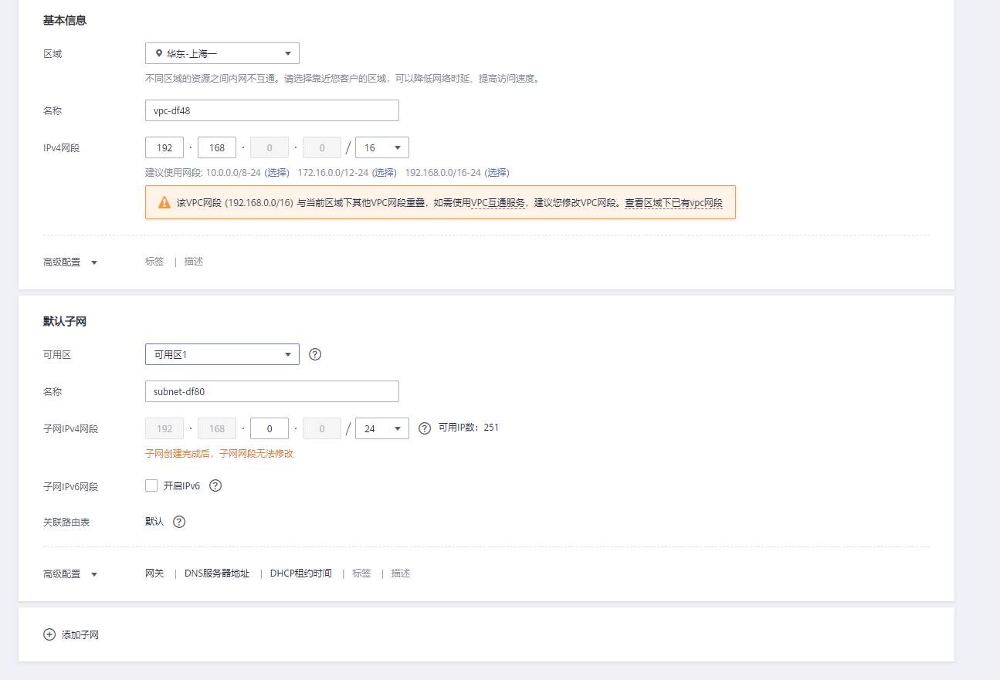 基本信息
区域 华东-上海一
不同区域的资源之间内网不互通。请选择靠近您客户的区域，可以降低网络时延、提高访问速度。
名称 vpc-df48
IPv4网段 192 · 168 · 0 · 0 / 16
建议使用网段: 10.0.0.0/8-24 (选择) 172.16.0.0/12-24 (选择) 192.168.0.0/16-24 (选择)
该VPC网段 (192.168.0.0/16) 与当前区域下其他VPC网段重叠，如需使用VPC互通服务，建议您修改VPC网段。查看区域下已有vpc网段
高级配置 标签 | 描述
默认子网
可用区 可用区1 ?
名称 subnet-df80
子网IPv4网段 192 · 168 · 0 · 0 / 24 ? 可用IP数：251
子网创建完成后，子网网段无法修改
子网IPv6网段 开启IPv6 ?
关联路由表 默认 ?
高级配置 网关 | DNS服务器地址 | DHCP租约时间 | 标签 | 描述
添加子网